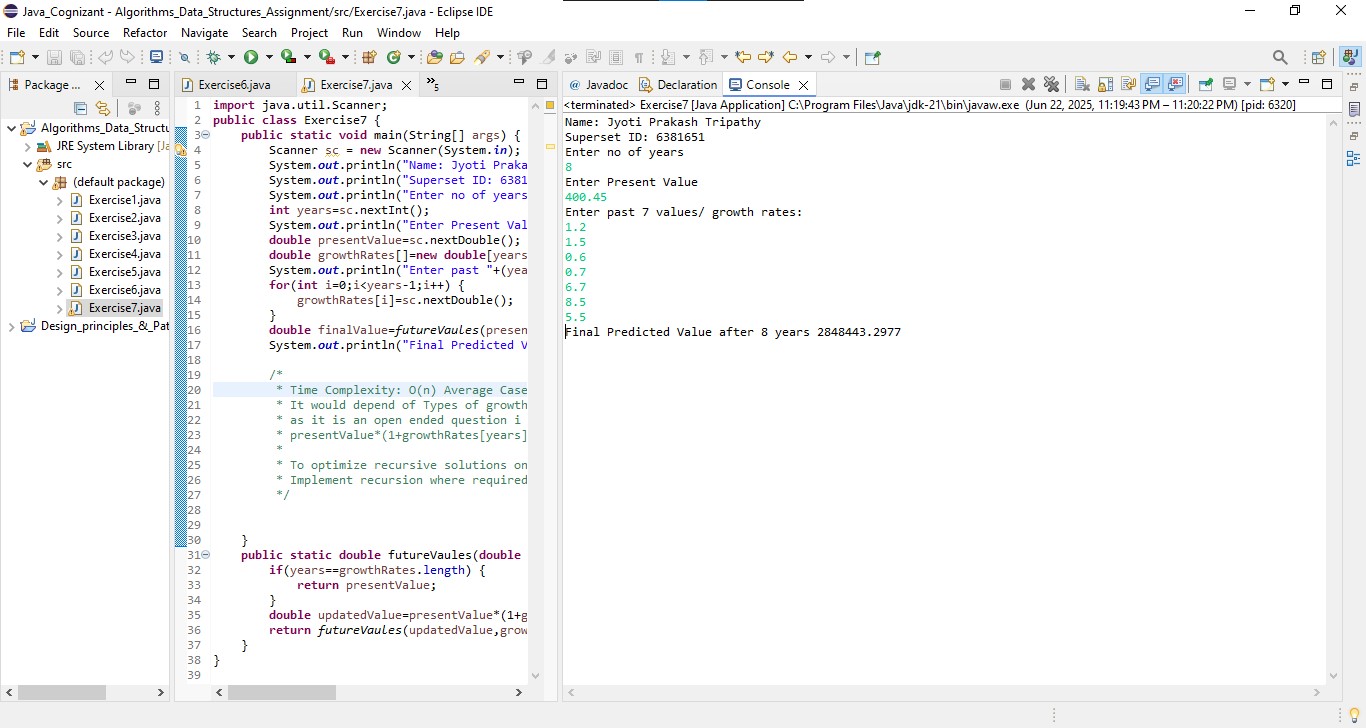 Java_Cognizant - Algorithms_Data_Structures_Assignment/src/Exercise7.java - Eclipse IDE
File Edit Source Refactor Navigate Search Project Run Window Help
Package ...
Algorithms_Data_Structu
JRE System Library [Ja
src
(default package)
Exercise1.java
Exercise2.java
Exercise3.java
Exercise4.java
Exercise5.java
Exercise6.java
Exercise7.java
Design_principles_&_Pat
Exercise6.java Exercise7.java »5
1 import java.util.Scanner;
2 public class Exercise7 {
3 public static void main(String[] args) {
4 Scanner sc = new Scanner(System.in);
5 System.out.println("Name: Jyoti Praka
6 System.out.println("Superset ID: 6381
7 System.out.println("Enter no of years
8 int years=sc.nextInt();
9 System.out.println("Enter Present Val
10 double presentValue=sc.nextDouble();
11 double growthRates[]=new double[years
12 System.out.println("Enter past "+(yea
13 for(int i=0;i<years-1;i++) {
14 growthRates[i]=sc.nextDouble();
15 }
16 double finalValue=futureVaules(presen
17 System.out.println("Final Predicted V
18
19 /*
20 * Time Complexity: O(n) Average Case
21 * It would depend of Types of growth
22 * as it is an open ended question i
23 * presentValue*(1+growthRates[years]
24 *
25 * To optimize recursive solutions on
26 * Implement recursion where required
27 */
28
29
30 }
31 public static double futureVaules(double
32 if(years==growthRates.length) {
33 return presentValue;
34 }
35 double updatedValue=presentValue*(1+g
36 return futureVaules(updatedValue,grow
37 }
38 }
39
@ Javadoc Declaration Console
<terminated> Exercise7 [Java Application] C:\Program Files\Java\jdk-21\bin\javaw.exe (Jun 22, 2025, 11:19:43 PM – 11:20:22 PM) [pid: 6320]
Name: Jyoti Prakash Tripathy
Superset ID: 6381651
Enter no of years
8
Enter Present Value
400.45
Enter past 7 values/ growth rates:
1.2
1.5
0.6
0.7
6.7
8.5
5.5
Final Predicted Value after 8 years 2848443.2977